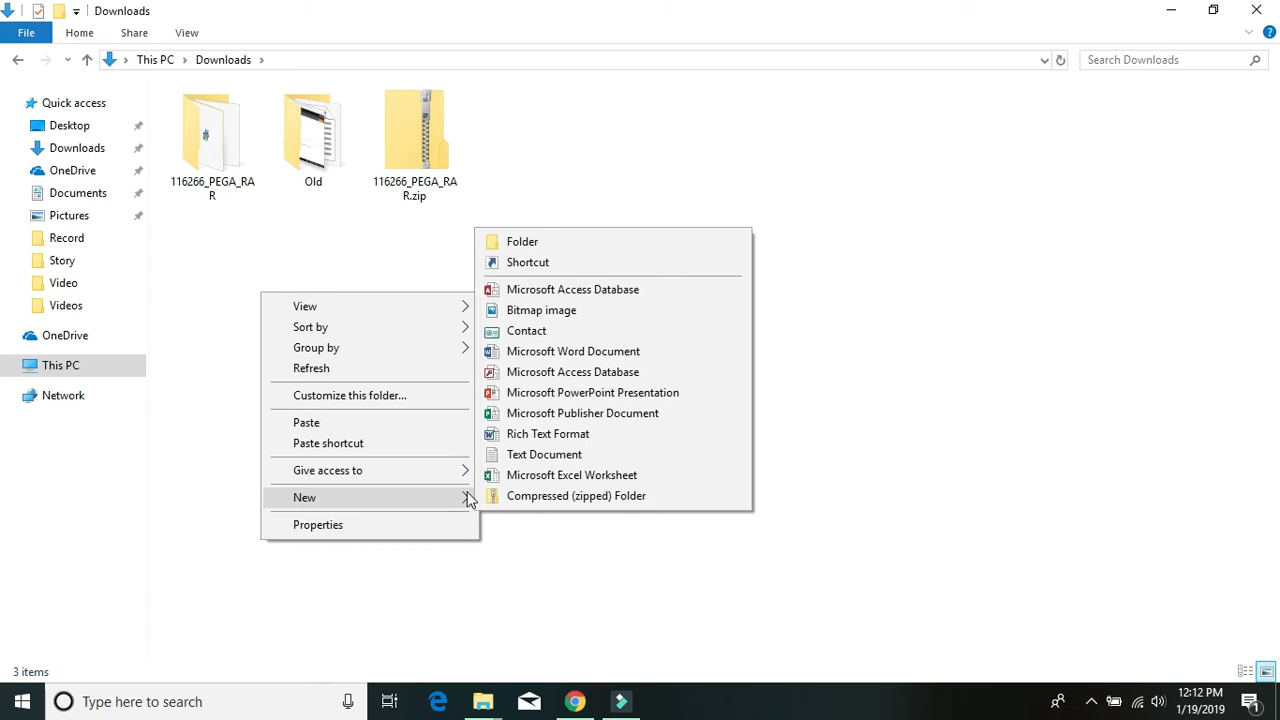 Downloads
File
Home
Share
View
This PC
Downloads
Search Downloads
Quick access
Desktop
Downloads
OneDrive
Documents
Pictures
Record
Story
Video
Videos
OneDrive
This PC
Network
116266_PEGA_RA
R
Old
116266_PEGA_RA
R.zip
View
Sort by
Group by
Refresh
Customize this folder...
Paste
Paste shortcut
Give access to
New
Properties
Folder
Shortcut
Microsoft Access Database
Bitmap image
Contact
Microsoft Word Document
Microsoft Access Database
Microsoft PowerPoint Presentation
Microsoft Publisher Document
Rich Text Format
Text Document
Microsoft Excel Worksheet
Compressed (zipped) Folder
3 items
Type here to search
12:12 PM
1/19/2019
1